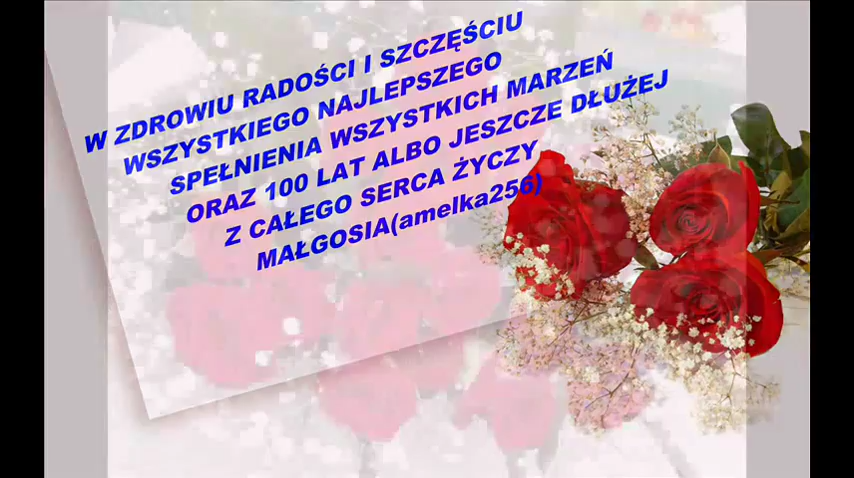 W ZDROWIU RADOŚCI I SZCZĘŚCIU
WSZYSTKIEGO NAJLEPSZEGO
SPEŁNIENIA WSZYSTKICH MARZEŃ
ORAZ 100 LAT ALBO JESZCZE DŁUŻEJ
Z CAŁEGO SERCA ŻYCZY
MAŁGOSIA(amelka256)